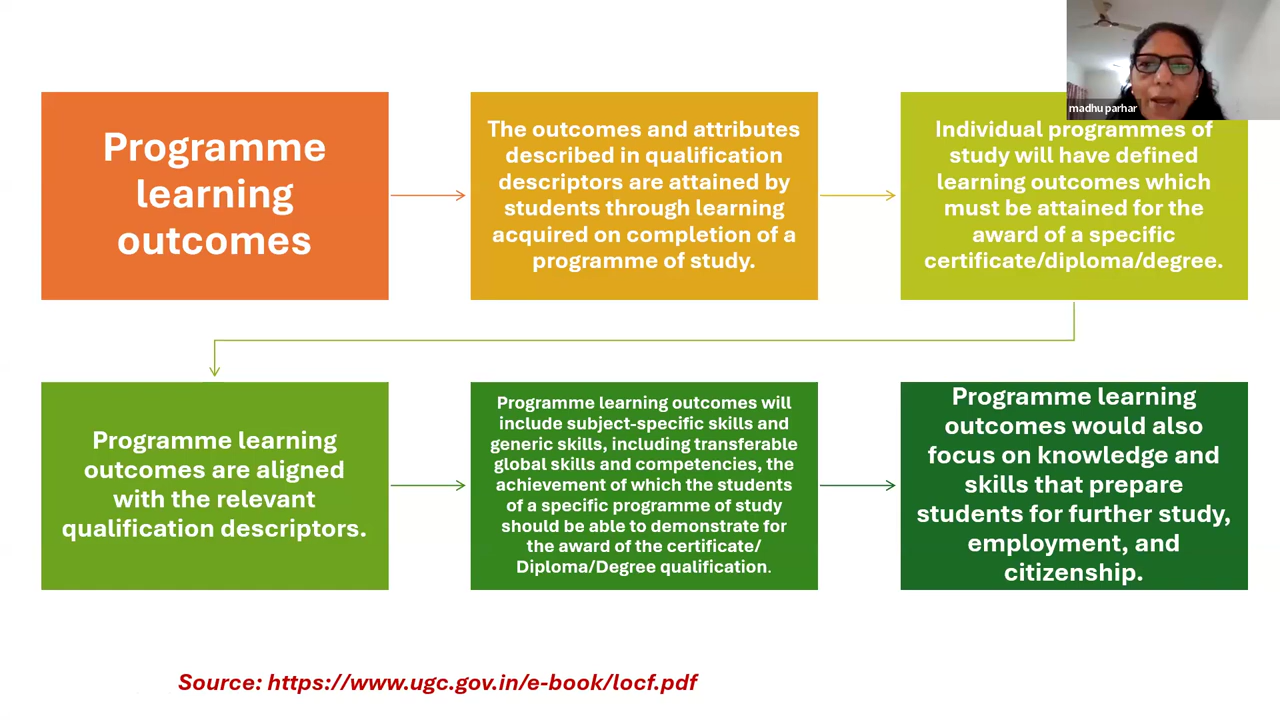 madhu parhar
Programme
learning
outcomes
The outcomes and attributes
described in qualification
descriptors are attained by
students through learning
acquired on completion of a
programme of study.
Individual programmes of
study will have defined
learning outcomes which
must be attained for the
award of a specific
certificate/diploma/degree.
Programme learning
outcomes are aligned
with the relevant
qualification descriptors.
Programme learning outcomes will
include subject-specific skills and
generic skills, including transferable
global skills and competencies, the
achievement of which the students
of a specific programme of study
should be able to demonstrate for
the award of the certificate/
Diploma/Degree qualification.
Programme learning
outcomes would also
focus on knowledge and
skills that prepare
students for further study,
employment, and
citizenship.
Source: https://www.ugc.gov.in/e-book/locf.pdf